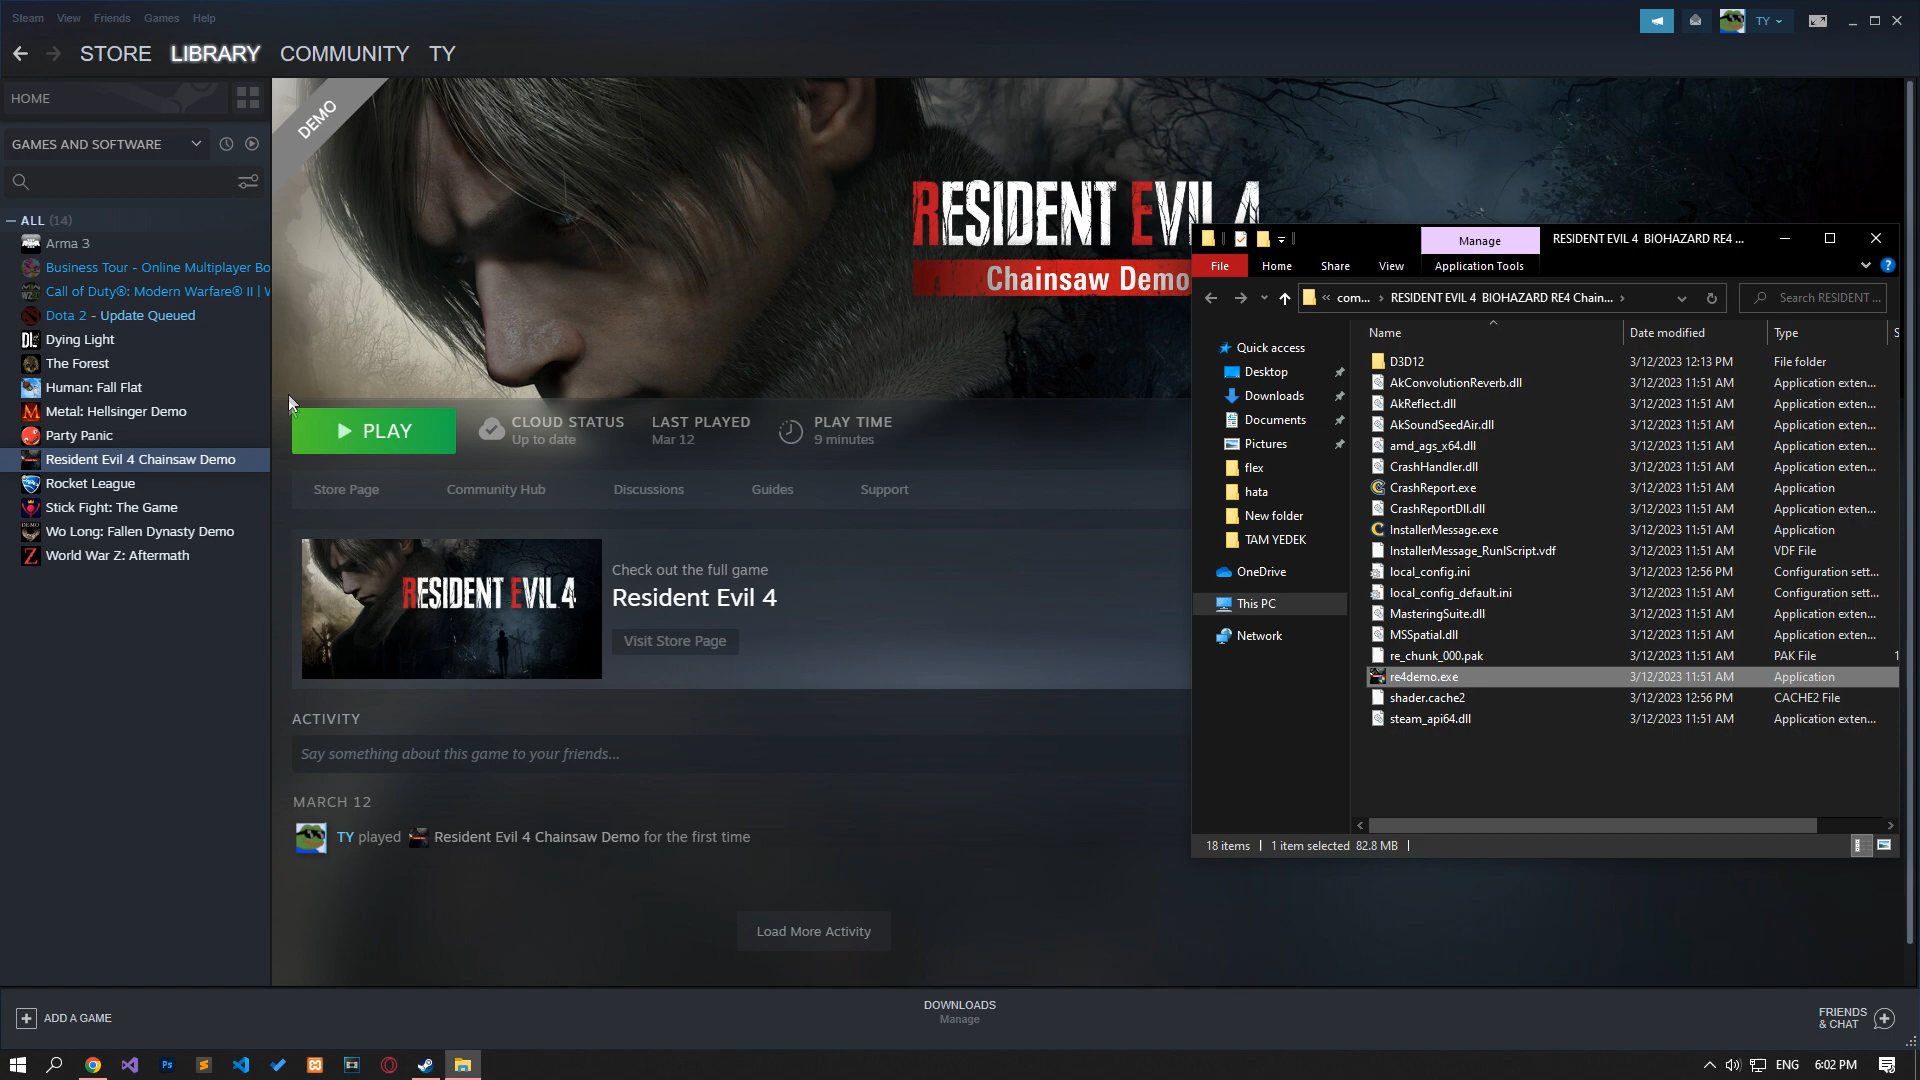 Steam View Friends Games Help
TY
STORE LIBRARY COMMUNITY TY
HOME
GAMES AND SOFTWARE
ALL (14)
Arma 3
Business Tour - Online Multiplayer Bo
Call of Duty®: Modern Warfare® II | W
Dota 2 - Update Queued
Dying Light
The Forest
Human: Fall Flat
Metal: Hellsinger Demo
Party Panic
Resident Evil 4 Chainsaw Demo
Rocket League
Stick Fight: The Game
Wo Long: Fallen Dynasty Demo
World War Z: Aftermath
DEMO
RESIDENT EVIL 4
Chainsaw Demo
PLAY
CLOUD STATUS
Up to date
LAST PLAYED
Mar 12
PLAY TIME
9 minutes
Store Page Community Hub Discussions Guides Support
RESIDENT EVIL 4
Check out the full game
Resident Evil 4
Visit Store Page
ACTIVITY
Say something about this game to your friends...
MARCH 12
TY played Resident Evil 4 Chainsaw Demo for the first time
Load More Activity
Manage
RESIDENT EVIL 4 BIOHAZARD RE4 ...
File Home Share View Application Tools
« com... › RESIDENT EVIL 4 BIOHAZARD RE4 Chain... ›
Search RESIDENT ...
Quick access
Desktop
Downloads
Documents
Pictures
flex
hata
New folder
TAM YEDEK
OneDrive
This PC
Network
Name Date modified Type S
D3D12 3/12/2023 12:13 PM File folder
AkConvolutionReverb.dll 3/12/2023 11:51 AM Application exten...
AkReflect.dll 3/12/2023 11:51 AM Application exten...
AkSoundSeedAir.dll 3/12/2023 11:51 AM Application exten...
amd_ags_x64.dll 3/12/2023 11:51 AM Application exten...
CrashHandler.dll 3/12/2023 11:51 AM Application exten...
CrashReport.exe 3/12/2023 11:51 AM Application
CrashReportDll.dll 3/12/2023 11:51 AM Application exten...
InstallerMessage.exe 3/12/2023 11:51 AM Application
InstallerMessage_RunIScript.vdf 3/12/2023 11:51 AM VDF File
local_config.ini 3/12/2023 12:56 PM Configuration sett...
local_config_default.ini 3/12/2023 11:51 AM Configuration sett...
MasteringSuite.dll 3/12/2023 11:51 AM Application exten...
MSSpatial.dll 3/12/2023 11:51 AM Application exten...
re_chunk_000.pak 3/12/2023 11:51 AM PAK File 1
re4demo.exe 3/12/2023 11:51 AM Application
shader.cache2 3/12/2023 12:56 PM CACHE2 File
steam_api64.dll 3/12/2023 11:51 AM Application exten...
18 items | 1 item selected 82.8 MB |
ADD A GAME
DOWNLOADS
Manage
FRIENDS
& CHAT
Ps
ENG 6:02 PM